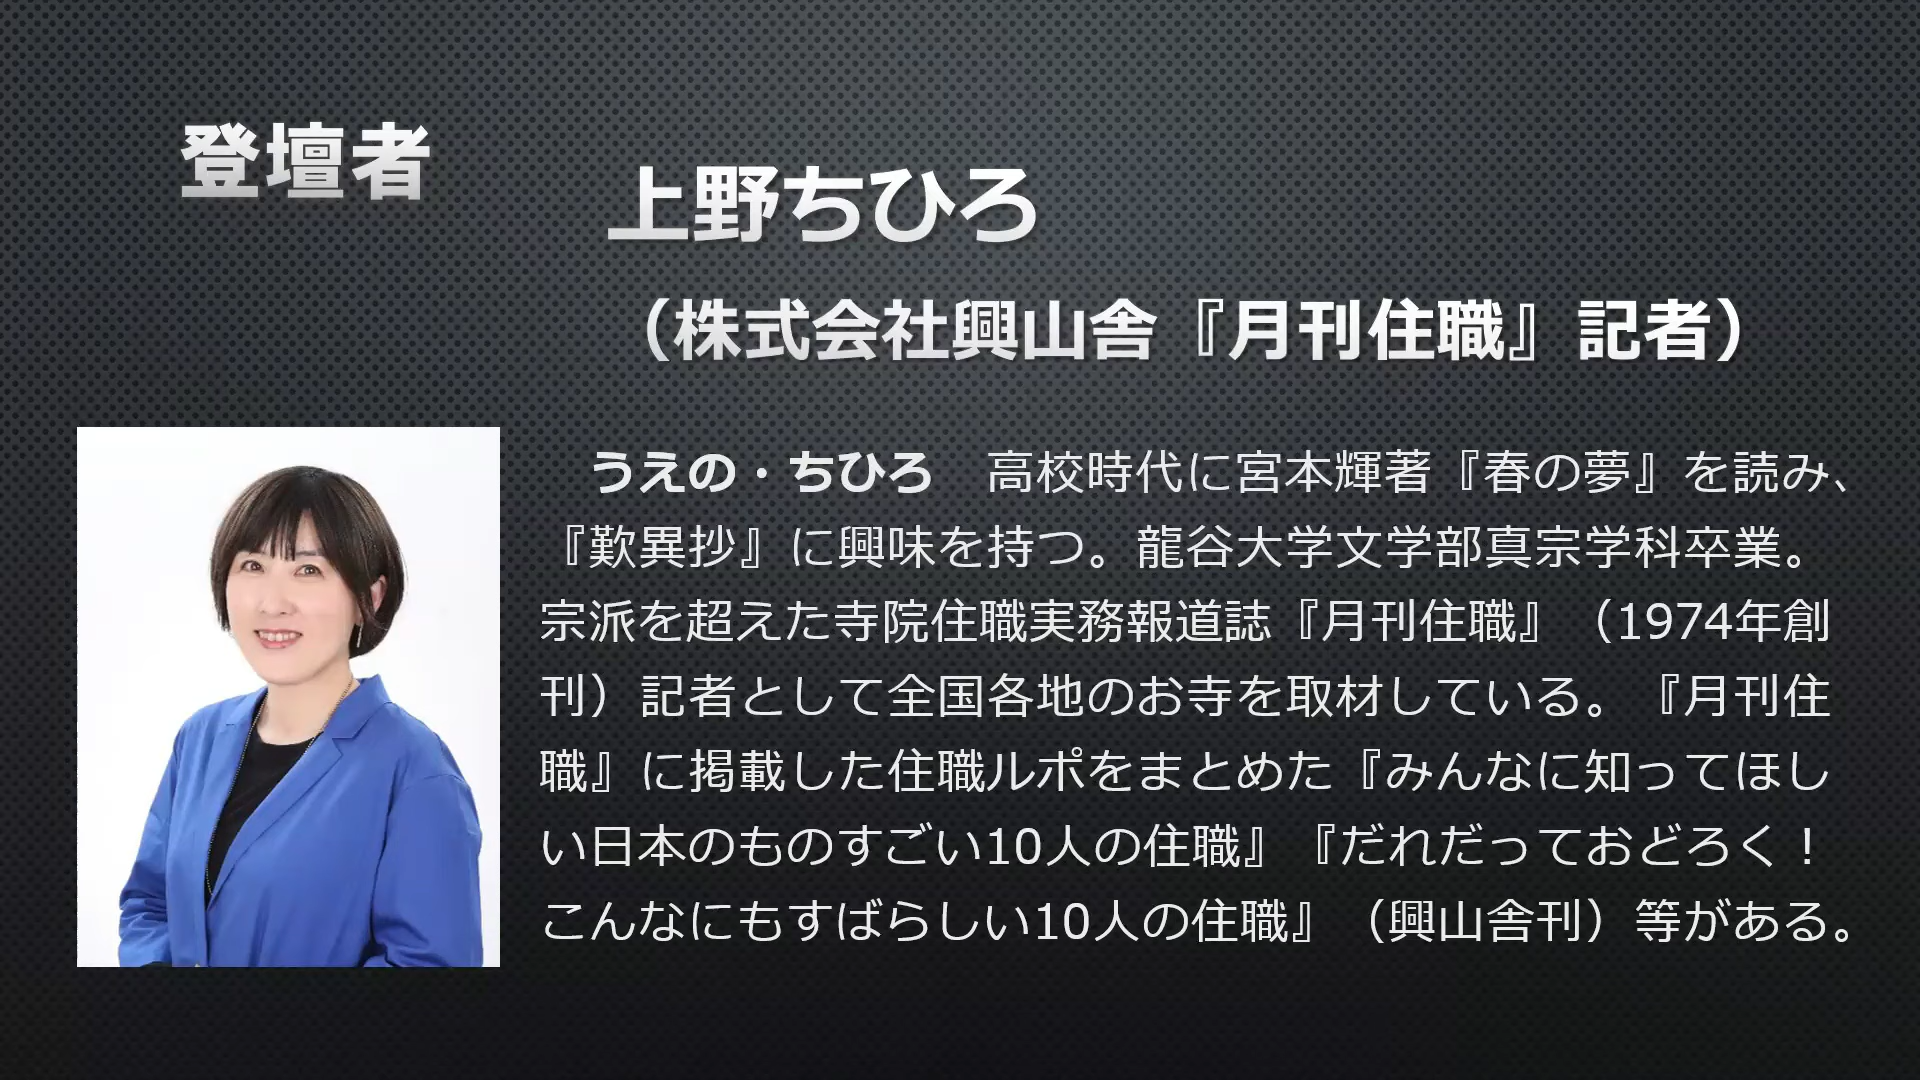 登壇者
上野ちひろ
（株式会社興山舎『月刊住職』記者）
うえの・ちひろ　高校時代に宮本輝著『春の夢』を読み、
『歎異抄』に興味を持つ。龍谷大学文学部真宗学科卒業。
宗派を超えた寺院住職実務報道誌『月刊住職』（1974年創
刊）記者として全国各地のお寺を取材している。『月刊住
職』に掲載した住職ルポをまとめた『みんなに知ってほし
い日本のものすごい10人の住職』『だれだっておどろく！
こんなにもすばらしい10人の住職』（興山舎刊）等がある。